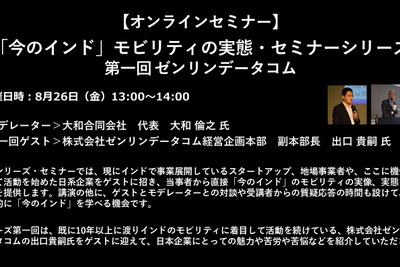 【オンラインセミナー】
「今のインド」モビリティの実態・セミナーシリーズ
第一回 ゼンリンデータコム
催日時：8月26日（金）13:00～14:00
デレーター＞大和合同会社　代表　大和 倫之 氏
一回ゲスト＞株式会社ゼンリンデータコム経営企画本部　副本部長　出口 貴嗣 氏
リーズ・セミナーでは、現にインドで事業展開しているスタートアップ、地場事業者や、ここに機
て活動を始めた日系企業をゲストに招き、当事者から直接「今のインド」のモビリティの実像、実態
を提供します。講演の他に、ゲストとモデレーターとの対談や受講者からの質疑応答の時間も設けて
的に「今のインド」を学べる機会です。
ーズ第一回は、既に10年以上に渡りインドのモビリティに着目して活動を続けている、株式会社ゼン
タコムの出口貴嗣氏をゲストに迎えて、日本企業にとっての魅力や苦労や苦悩などを紹介していただ